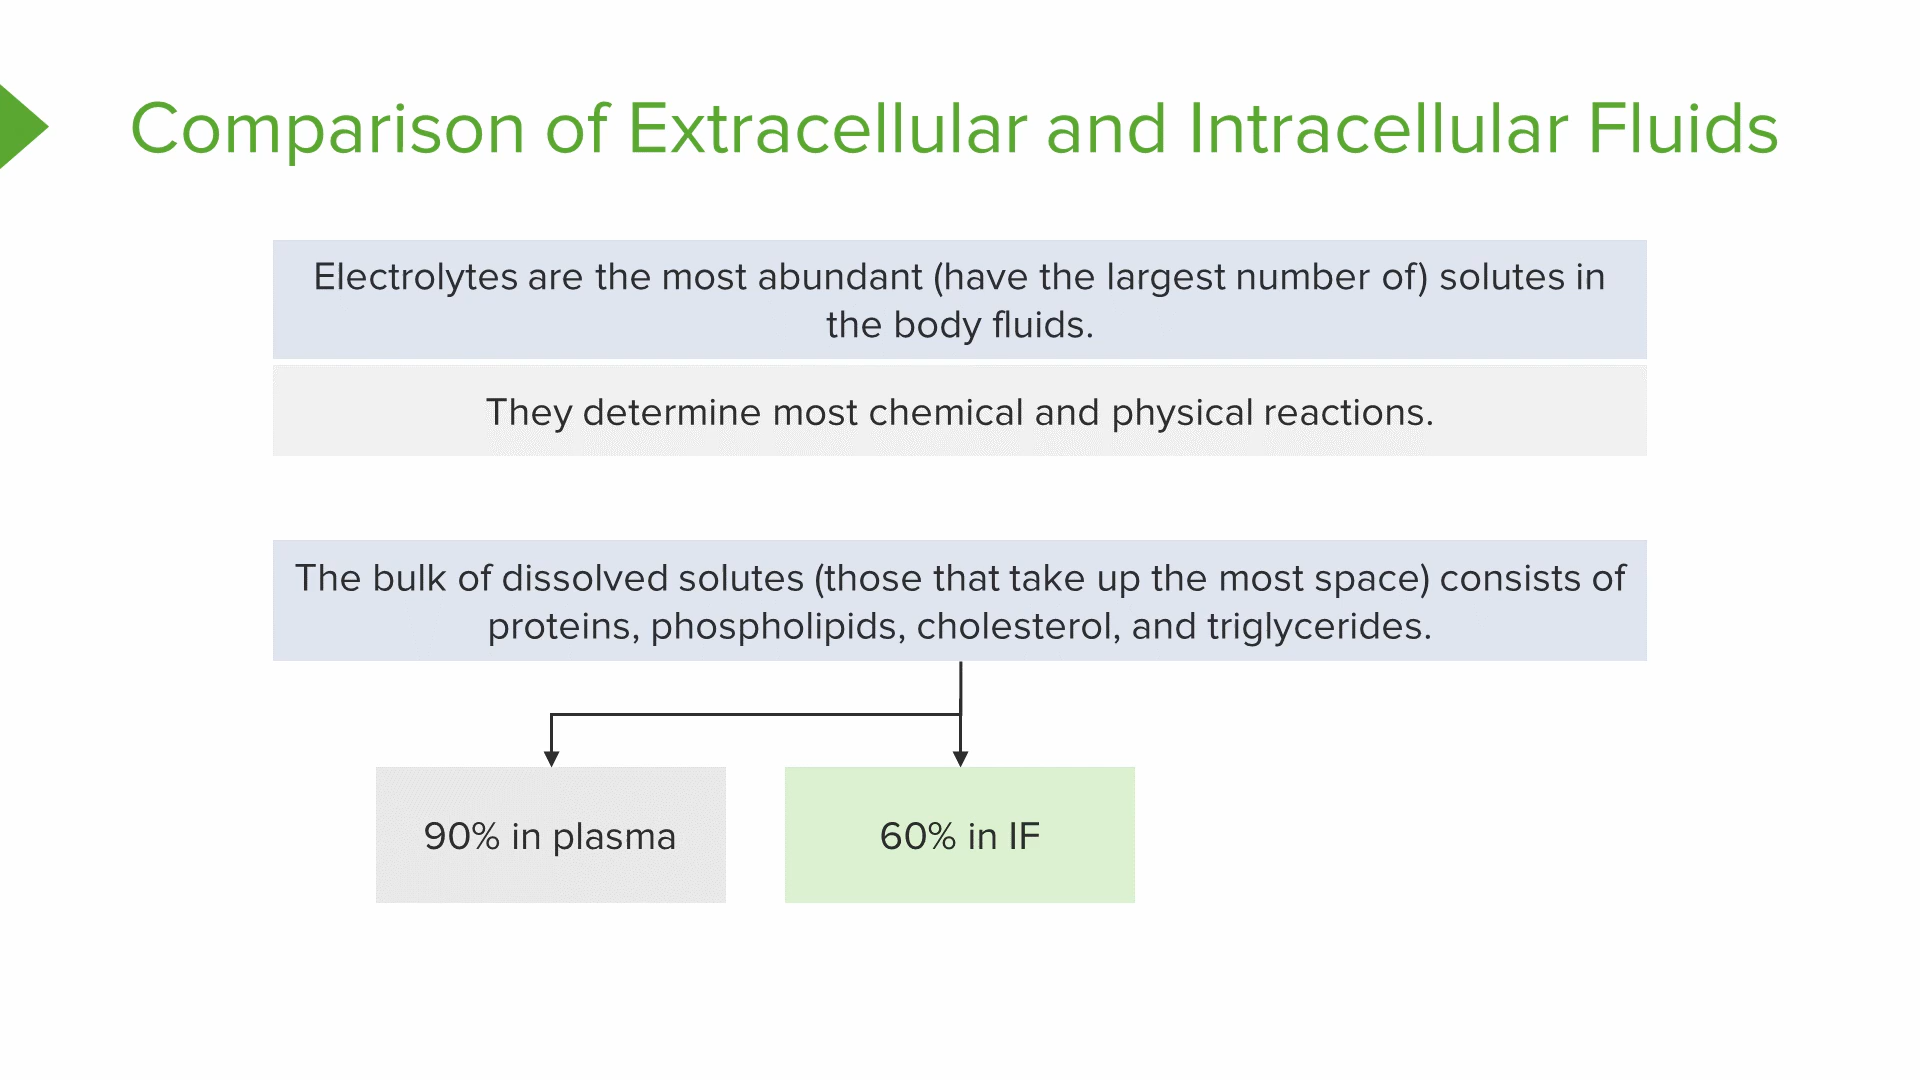 Comparison of Extracellular and Intracellular Fluids
Electrolytes are the most abundant (have the largest number of) solutes in
the body fluids.
They determine most chemical and physical reactions.
The bulk of dissolved solutes (those that take up the most space) consists of
proteins, phospholipids, cholesterol, and triglycerides.
90% in plasma
60% in IF